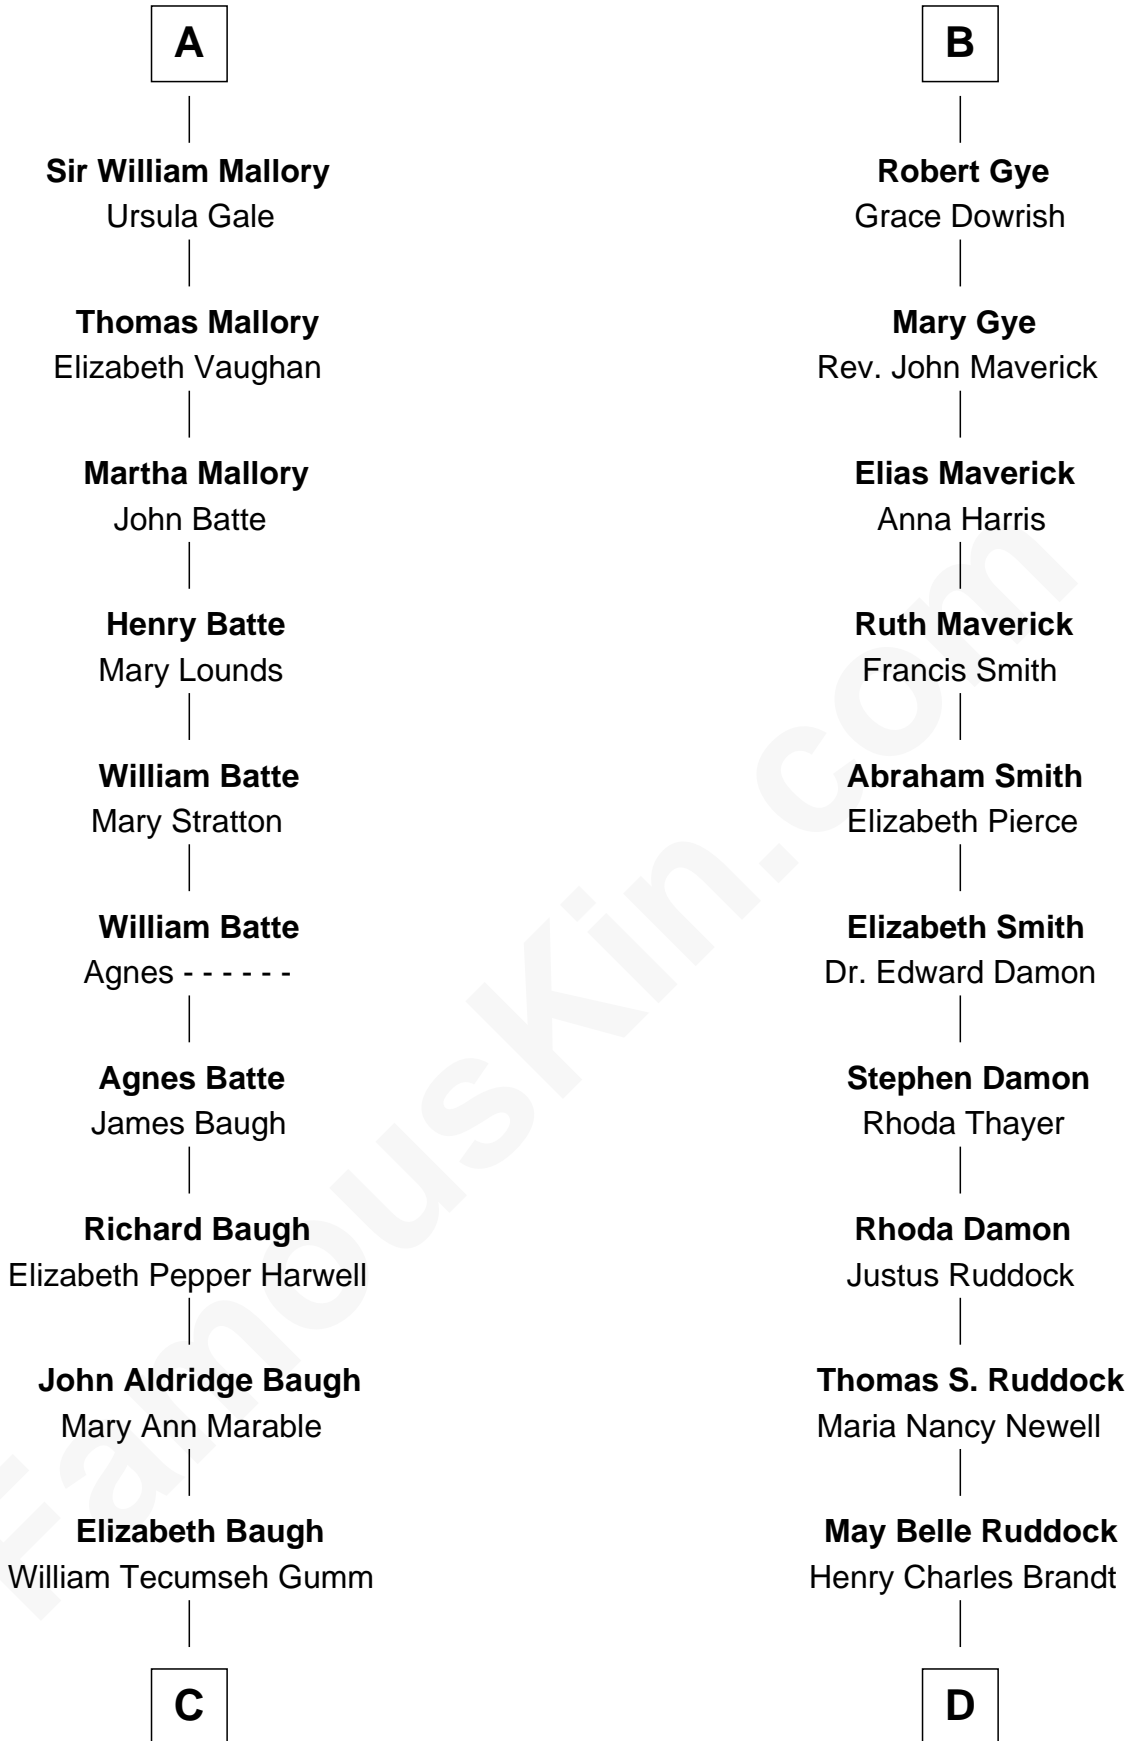 A
Sir William Mallory
Ursula Gale
Thomas Mallory
Elizabeth Vaughan
Martha Mallory
John Batte
Henry Batte
Mary Lounds
William Batte
Mary Stratton
William Batte
Agnes - - - - - -
Agnes Batte
James Baugh
Richard Baugh
Elizabeth Pepper Harwell
John Aldridge Baugh
Mary Ann Marable
Elizabeth Baugh
William Tecumseh Gumm
C
B
Robert Gye
Grace Dowrish
Mary Gye
Rev. John Maverick
Elias Maverick
Anna Harris
Ruth Maverick
Francis Smith
Abraham Smith
Elizabeth Pierce
Elizabeth Smith
Dr. Edward Damon
Stephen Damon
Rhoda Thayer
Rhoda Damon
Justus Ruddock
Thomas S. Ruddock
Maria Nancy Newell
May Belle Ruddock
Henry Charles Brandt
D
FamousKin.com